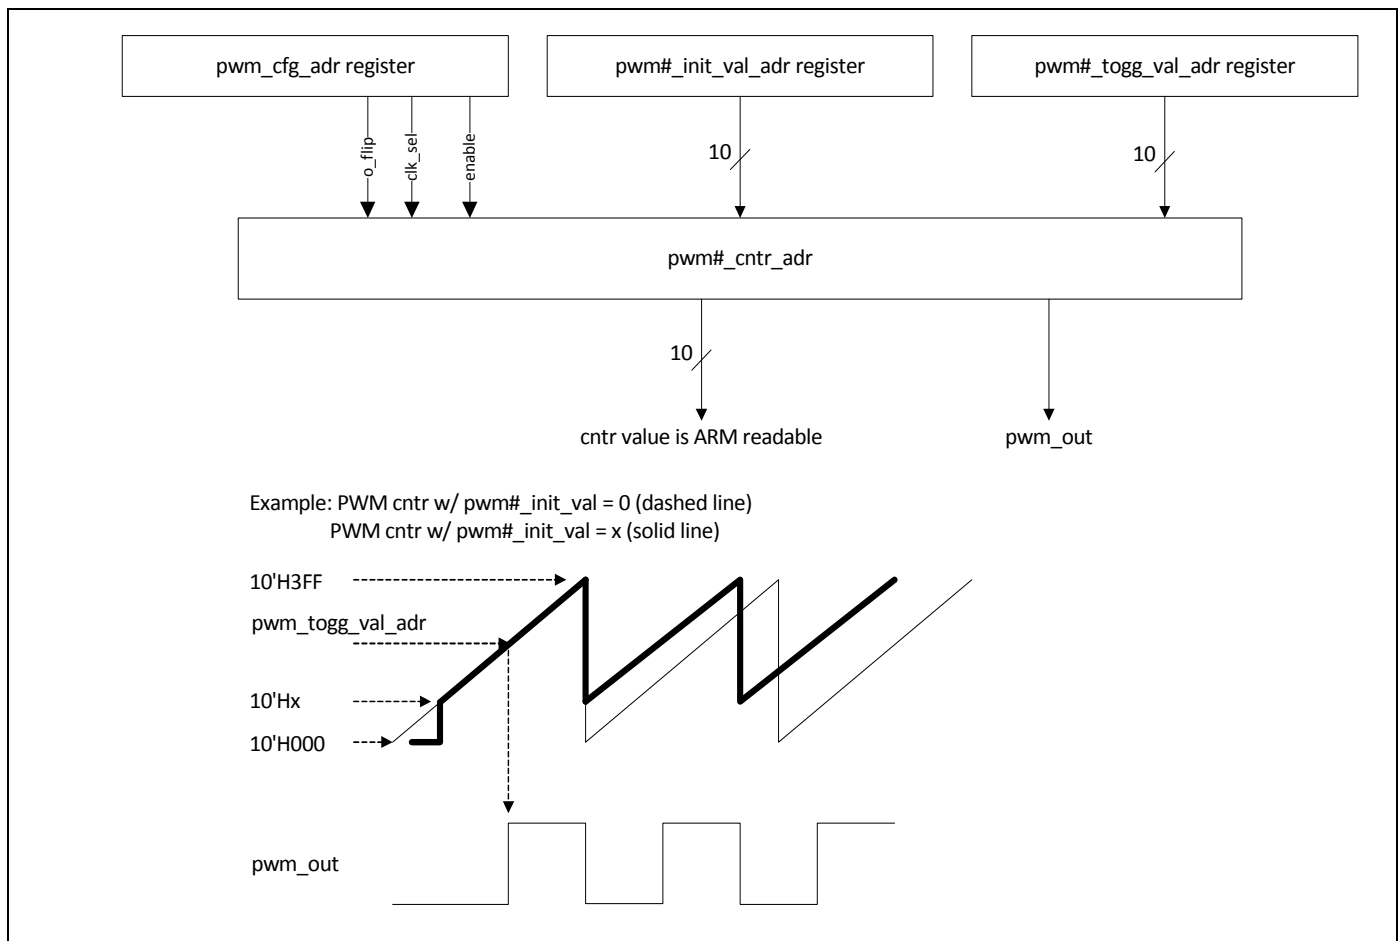 pwm_cfg_adr register
pwm#_init_val_adr register
pwm#_togg_val_adr register
o_flip
clk_sel
enable
10
10
pwm#_cntr_adr
10
cntr value is ARM readable
pwm_out
Example: PWM cntr w/ pwm#_init_val = 0 (dashed line)
PWM cntr w/ pwm#_init_val = x (solid line)
10'H3FF
pwm_togg_val_adr
10'Hx
10'H000
pwm_out